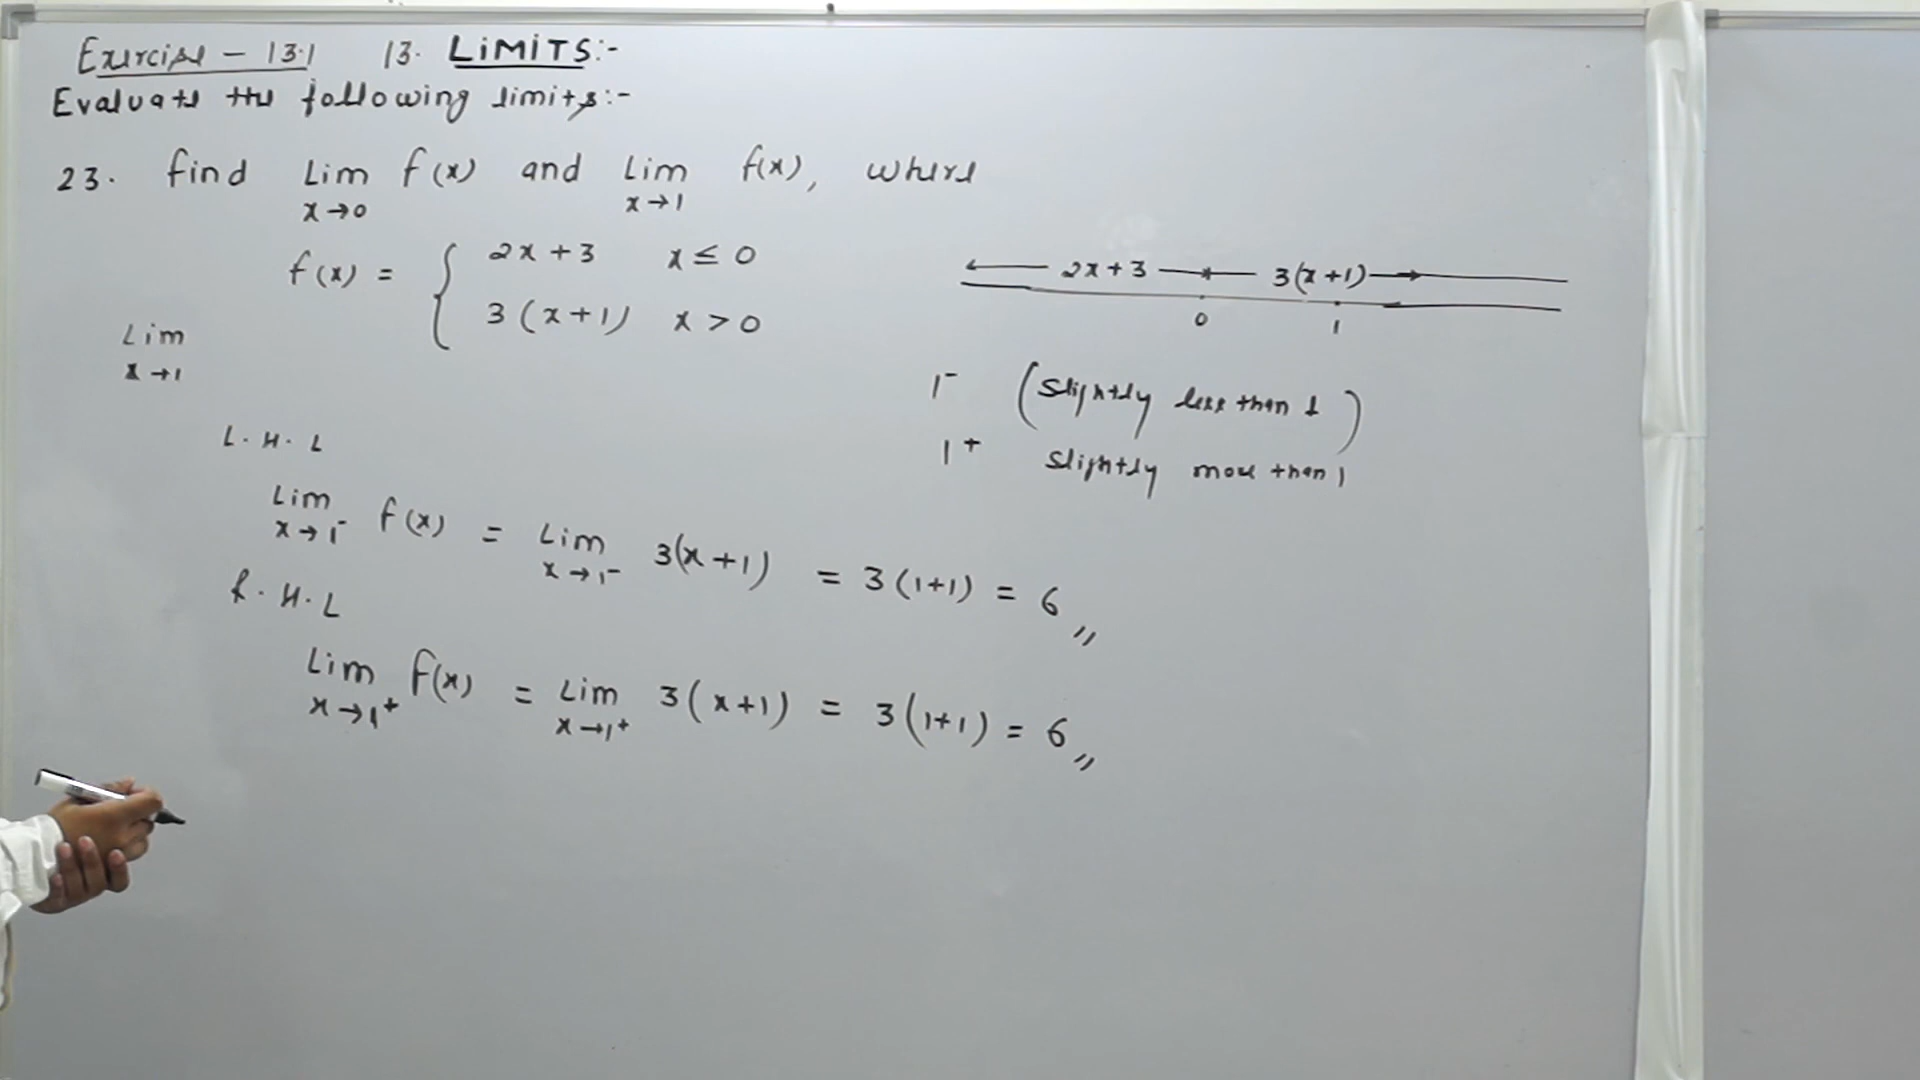 Exercise - 13.1 13. LiMiTS:-
Evaluate the following limits:-
23. find Lim f(x) and Lim f(x), where
x→0 x→1
f(x) = { 2x+3 x ≤ 0
3(x+1) x > 0
2x+3 3(x+1)
0 1
Lim
x→1
1⁻ (Slightly less than 1)
1⁺ Slightly more than 1
L.H.L
Lim f(x) = Lim 3(x+1) = 3(1+1) = 6,,
x→1⁻ x→1⁻
R.H.L
Lim f(x) = Lim 3(x+1) = 3(1+1) = 6,,
x→1⁺ x→1⁺